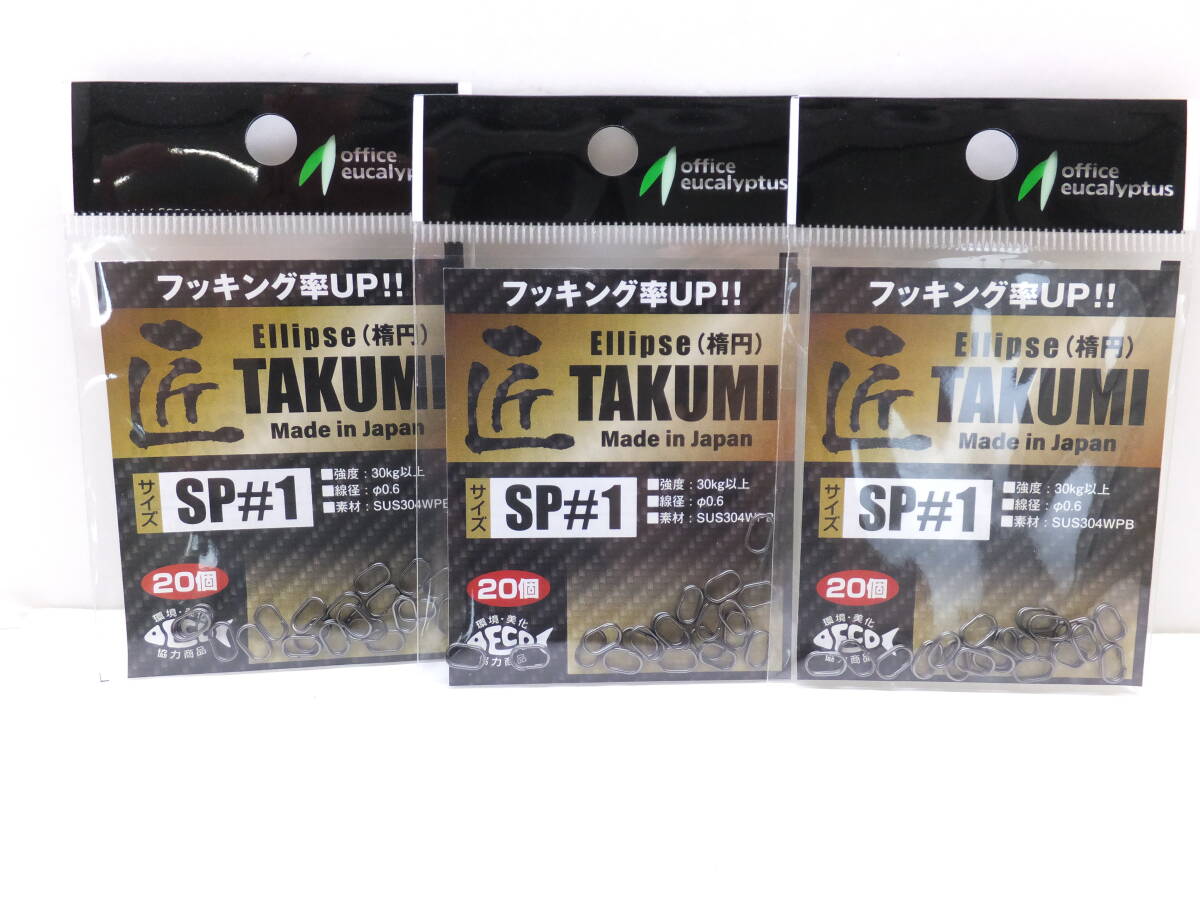 office
eucalyp
フッキング率UP!!
Ellipse(楕円)
匠
TAKUMI
Made in Japan
サイズ
SP#1
■強度:30kg以上
■線径:φ0.6
■素材:SUS304WPB
20個
協力商品
office
eucalyptus
フッキング率UP!!
Ellipse(楕円)
匠
TAKUMI
Made in Japan
サイズ
SP#1
■強度:30kg以上
■線径:φ0.6
■素材:SUS304WPB
20個
環境・美化
協力商品
office
eucalyptus
フッキング率UP!!
Ellipse(楕円)
匠
TAKUMI
Made in Japan
サイズ
SP#1
■強度:30kg以上
■線径:φ0.6
■素材:SUS304WPB
20個
環境・美化
協力商品